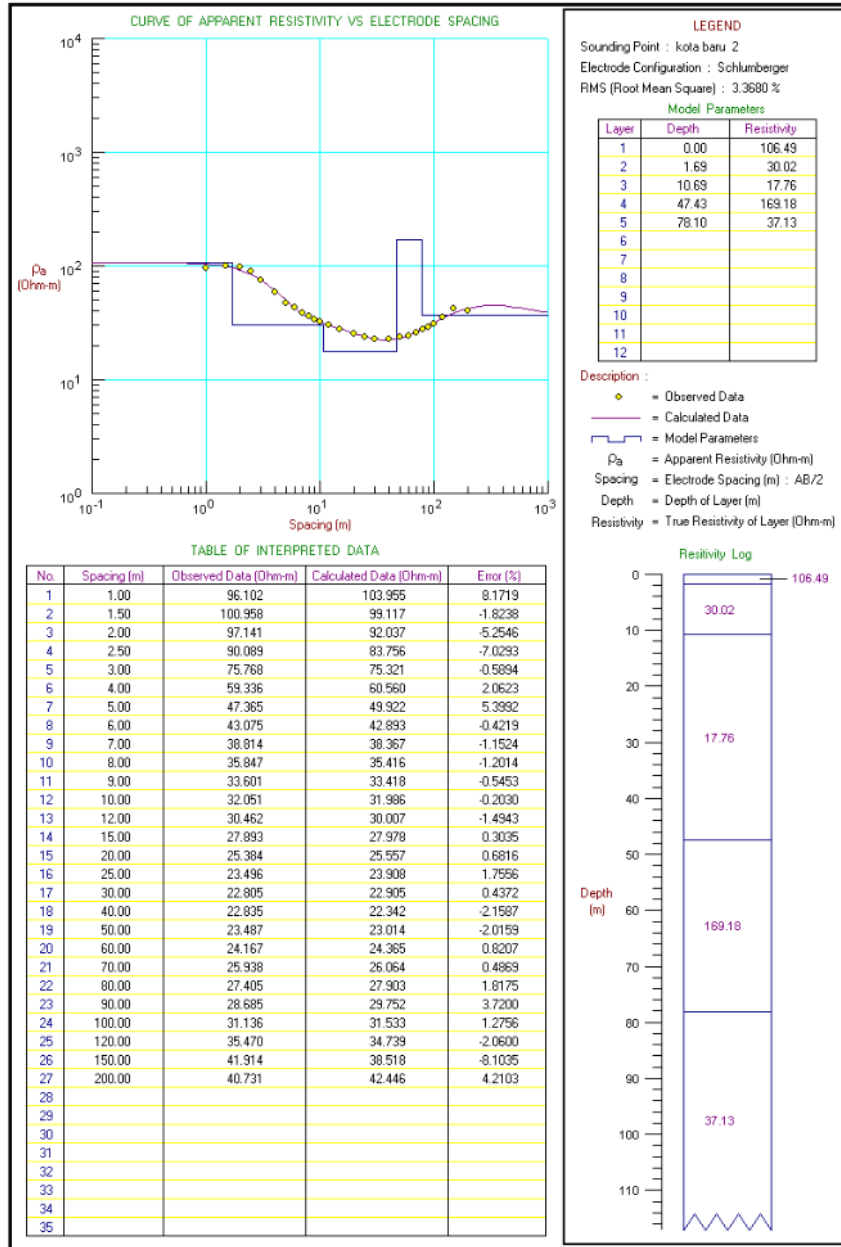 CURVE OF APPARENT RESISTIVITY VS ELECTRODE SPACING
10^4
10^3
10^2
10^1
10^0
ρa
(Ohm-m)
10^-1 10^0 10^1 10^2 10^3
Spacing (m)
TABLE OF INTERPRETED DATA
No. Spacing (m) Observed Data (Ohm-m) Calculated Data (Ohm-m) Error (%)
1 1.00 96.102 103.955 8.1719
2 1.50 100.958 99.117 -1.8238
3 2.00 97.141 92.037 -5.2546
4 2.50 90.089 83.756 -7.0293
5 3.00 75.768 75.321 -0.5894
6 4.00 59.336 60.560 2.0623
7 5.00 47.365 49.922 5.3992
8 6.00 43.075 42.893 -0.4219
9 7.00 38.814 38.367 -1.1524
10 8.00 35.847 35.416 -1.2014
11 9.00 33.601 33.418 -0.5453
12 10.00 32.051 31.986 -0.2030
13 12.00 30.462 30.007 -1.4943
14 15.00 27.893 27.978 0.3035
15 20.00 25.384 25.557 0.6816
16 25.00 23.496 23.908 1.7556
17 30.00 22.805 22.905 0.4372
18 40.00 22.835 22.342 -2.1587
19 50.00 23.487 23.014 -2.0159
20 60.00 24.167 24.365 0.8207
21 70.00 25.938 26.064 0.4869
22 80.00 27.405 27.903 1.8175
23 90.00 28.685 29.752 3.7200
24 100.00 31.136 31.533 1.2756
25 120.00 35.470 34.739 -2.0600
26 150.00 41.914 38.518 -8.1035
27 200.00 40.731 42.446 4.2103
28
29
30
31
32
33
34
35
LEGEND
Sounding Point : kota baru 2
Electrode Configuration : Schlumberger
RMS (Root Mean Square) : 3.3680 %
Model Parameters
Layer Depth Resistivity
1 0.00 106.49
2 1.69 30.02
3 10.69 17.76
4 47.43 169.18
5 78.10 37.13
6
7
8
9
10
11
12
Description :
= Observed Data
= Calculated Data
= Model Parameters
ρa = Apparent Resistivity (Ohm-m)
Spacing = Electrode Spacing (m) : AB/2
Depth = Depth of Layer (m)
Resistivity = True Resistivity of Layer (Ohm-m)
Resitivity Log
0
10
20
30
40
50
60
70
80
90
100
110
Depth
(m)
106.49
30.02
17.76
169.18
37.13